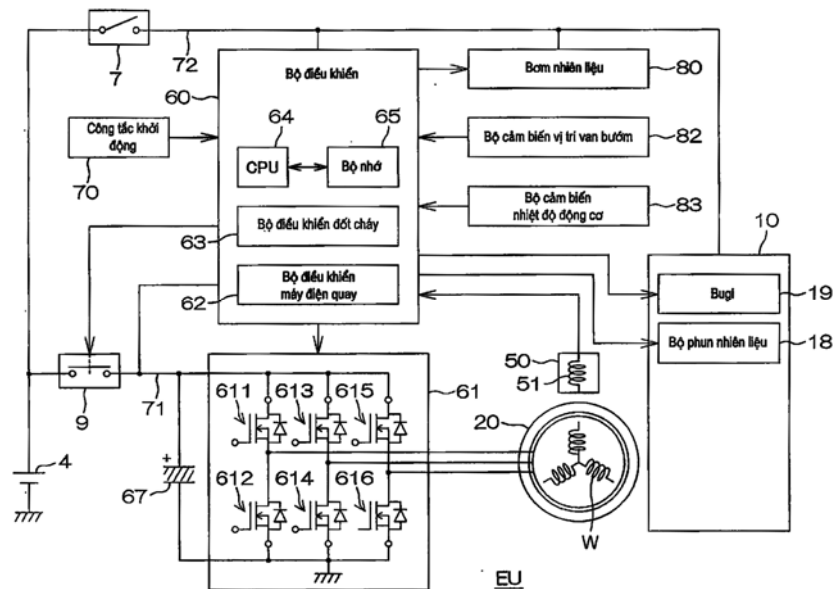 7
72
Bộ điều khiển
60
Bơm nhiên liệu
80
Công tắc khởi
động
70
64
65
CPU
Bộ nhớ
Bộ cảm biến vị trí van bướm
82
Bộ cảm biến
nhiệt độ động cơ
83
Bộ điều khiển đốt cháy
63
Bộ điều khiển
máy điện quay
62
10
Bugi
19
Bộ phun nhiên liệu
18
50
51
9
71
61
611
613
615
20
4
+
67
612
614
616
W
EU